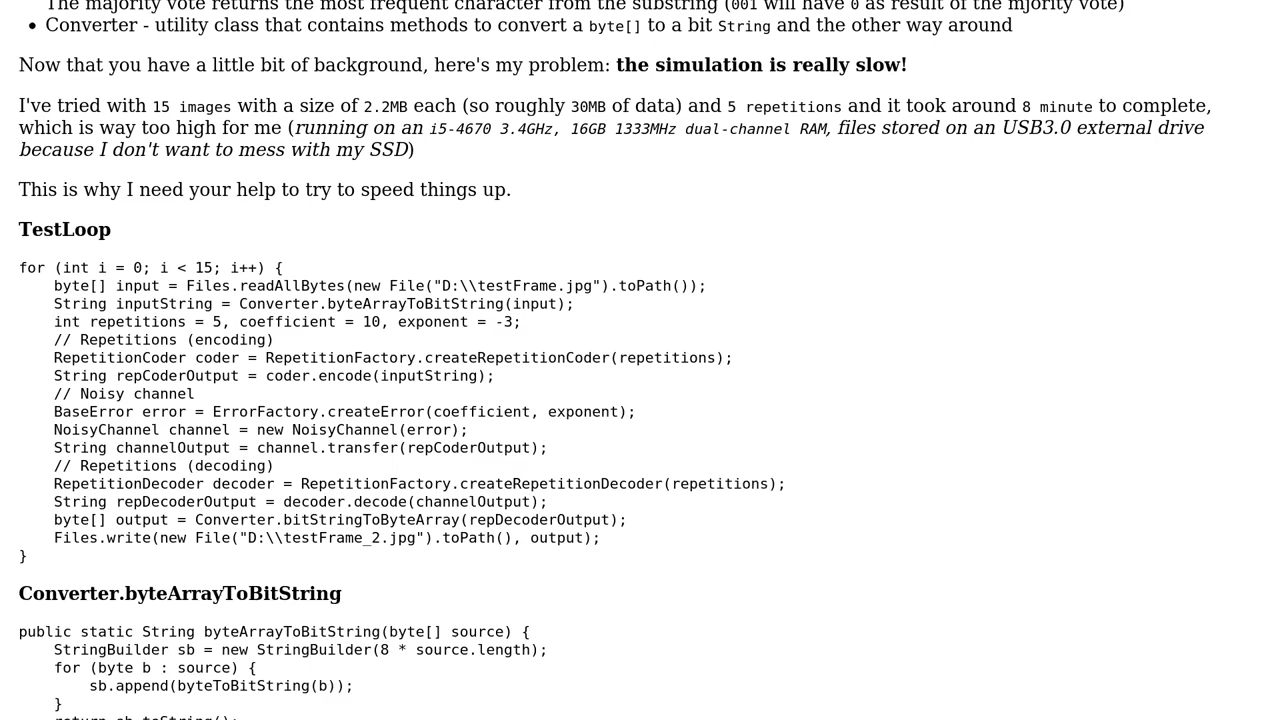 The majority vote returns the most frequent character from the substring (001 will have 0 as result of the mjority vote)
• Converter - utility class that contains methods to convert a byte[] to a bit String and the other way around
Now that you have a little bit of background, here's my problem: the simulation is really slow!
I've tried with 15 images with a size of 2.2MB each (so roughly 30MB of data) and 5 repetitions and it took around 8 minute to complete,
which is way too high for me (running on an i5-4670 3.4GHz, 16GB 1333MHz dual-channel RAM, files stored on an USB3.0 external drive
because I don't want to mess with my SSD)
This is why I need your help to try to speed things up.
TestLoop
for (int i = 0; i < 15; i++) {
    byte[] input = Files.readAllBytes(new File("D:\\testFrame.jpg").toPath());
    String inputString = Converter.byteArrayToBitString(input);
    int repetitions = 5, coefficient = 10, exponent = -3;
    // Repetitions (encoding)
    RepetitionCoder coder = RepetitionFactory.createRepetitionCoder(repetitions);
    String repCoderOutput = coder.encode(inputString);
    // Noisy channel
    BaseError error = ErrorFactory.createError(coefficient, exponent);
    NoisyChannel channel = new NoisyChannel(error);
    String channelOutput = channel.transfer(repCoderOutput);
    // Repetitions (decoding)
    RepetitionDecoder decoder = RepetitionFactory.createRepetitionDecoder(repetitions);
    String repDecoderOutput = decoder.decode(channelOutput);
    byte[] output = Converter.bitStringToByteArray(repDecoderOutput);
    Files.write(new File("D:\\testFrame_2.jpg").toPath(), output);
}
Converter.byteArrayToBitString
public static String byteArrayToBitString(byte[] source) {
    StringBuilder sb = new StringBuilder(8 * source.length);
    for (byte b : source) {
        sb.append(byteToBitString(b));
    }
    return sb.toString();